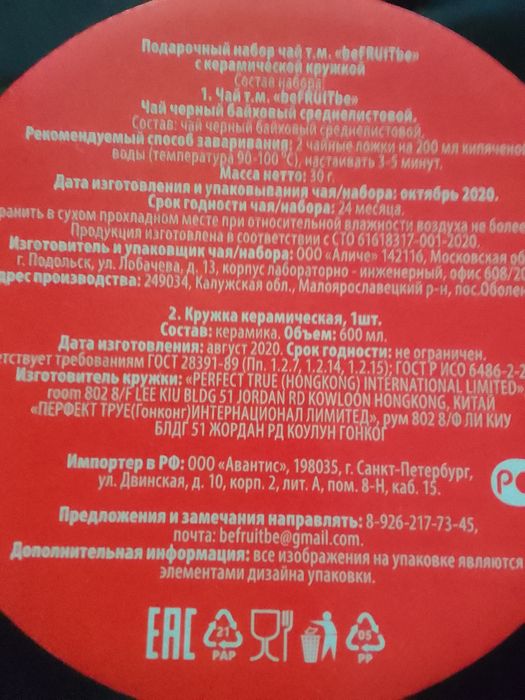 Подарочный набор чай т.м. «beFRUITbe»
с керамической кружкой
Состав набора:
1. Чай т.м. «beFRUITbe»
Чай черный байховый среднелистовой.
Состав: чай черный байховый среднелистовой.
Рекомендуемый способ заваривания: 2 чайные ложки на 200 мл кипяченой
воды (температура 90-100 °С), настаивать 3-5 минут.
Масса нетто: 30 г.
Дата изготовления и упаковывания чая/набора: октябрь 2020.
Срок годности чая/набора: 24 месяца.
ранить в сухом прохладном месте при относительной влажности воздуха не более
Продукция изготовлена в соответствии с СТО 61618317-001-2020.
Изготовитель и упаковщик чая/набора: ООО «Аличе» 142116, Московская об
г. Подольск, ул. Лобачева, д. 13, корпус лабораторно - инженерный, офис 608/20
дрес производства: 249034, Калужская обл., Малоярославецкий р-н, пос.Оболен
2. Кружка керамическая, 1шт.
Состав: керамика. Объем: 600 мл.
Дата изготовления: август 2020. Срок годности: не ограничен.
етствует требованиям ГОСТ 28391-89 (Пп. 1.2.7, 1.2.14, 1.2.15); ГОСТ Р ИСО 6486-2-2
Изготовитель кружки: «PERFECT TRUE (HONGKONG) INTERNATIONAL LIMITED»
room 802 8/F LEE KIU BLDG 51 JORDAN RD KOWLOON HONGKONG, КИТАЙ
«ПЕРФЕКТ ТРУЕ(Гонконг)ИНТЕРНАЦИОНАЛ ЛИМИТЕД», рум 802 8/Ф ЛИ КИУ
БЛДГ 51 ЖОРДАН РД КОУЛУН ГОНКОГ
Импортер в РФ: ООО «Авантис», 198035, г. Санкт-Петербург,
ул. Двинская, д. 10, корп. 2, лит. А, пом. 8-Н, каб. 15.
РС
Предложения и замечания направлять: 8-926-217-73-45,
почта: befruitbe@gmail.com.
Дополнительная информация: все изображения на упаковке являются
элементами дизайна упаковки.
EAC 21 PAP 05 PP